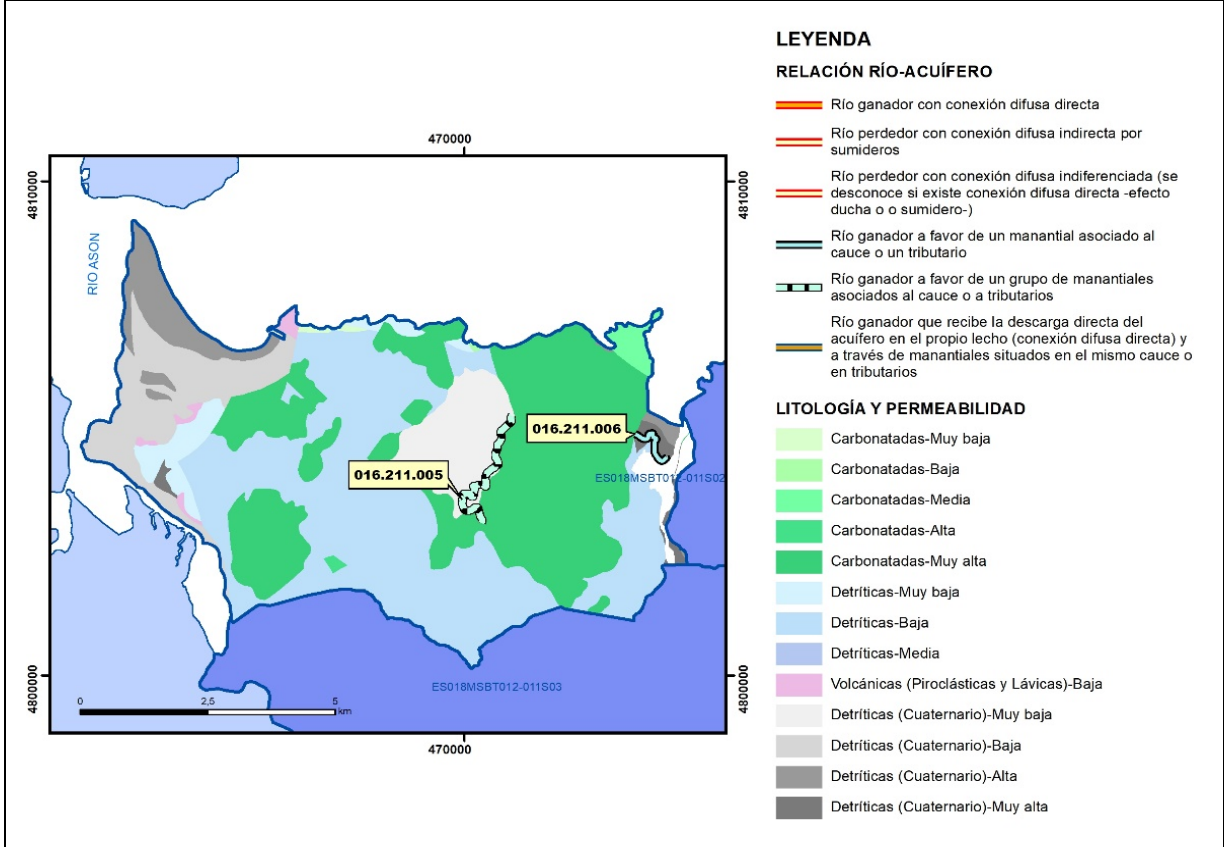 470000
4810000
4810000
RIO ASON
016.211.006
016.211.005
ES018MSBT012-011S02
4800000
4800000
ES018MSBT012-011S03
0
2,5
5
km
470000
LEYENDA
RELACIÓN RÍO-ACUÍFERO
Río ganador con conexión difusa directa
Río perdedor con conexión difusa indirecta por
sumideros
Río perdedor con conexión difusa indiferenciada (se
desconoce si existe conexión difusa directa -efecto
ducha o o sumidero-)
Río ganador a favor de un manantial asociado al
cauce o un tributario
Río ganador a favor de un grupo de manantiales
asociados al cauce o a tributarios
Río ganador que recibe la descarga directa del
acuífero en el propio lecho (conexión difusa directa) y
a través de manantiales situados en el mismo cauce o
en tributarios
LITOLOGÍA Y PERMEABILIDAD
Carbonatadas-Muy baja
Carbonatadas-Baja
Carbonatadas-Media
Carbonatadas-Alta
Carbonatadas-Muy alta
Detríticas-Muy baja
Detríticas-Baja
Detríticas-Media
Volcánicas (Piroclásticas y Lávicas)-Baja
Detríticas (Cuaternario)-Muy baja
Detríticas (Cuaternario)-Baja
Detríticas (Cuaternario)-Alta
Detríticas (Cuaternario)-Muy alta